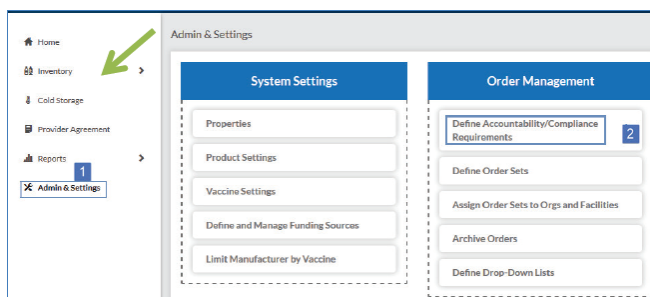 Admin & Settings
Home
Inventory
Cold Storage
Provider Agreement
Reports
1
Admin & Settings
System Settings
Properties
Product Settings
Vaccine Settings
Define and Manage Funding Sources
Limit Manufacturer by Vaccine
Order Management
Define Accountability/Compliance
Requirements
2
Define Order Sets
Assign Order Sets to Orgs and Facilities
Archive Orders
Define Drop-Down Lists